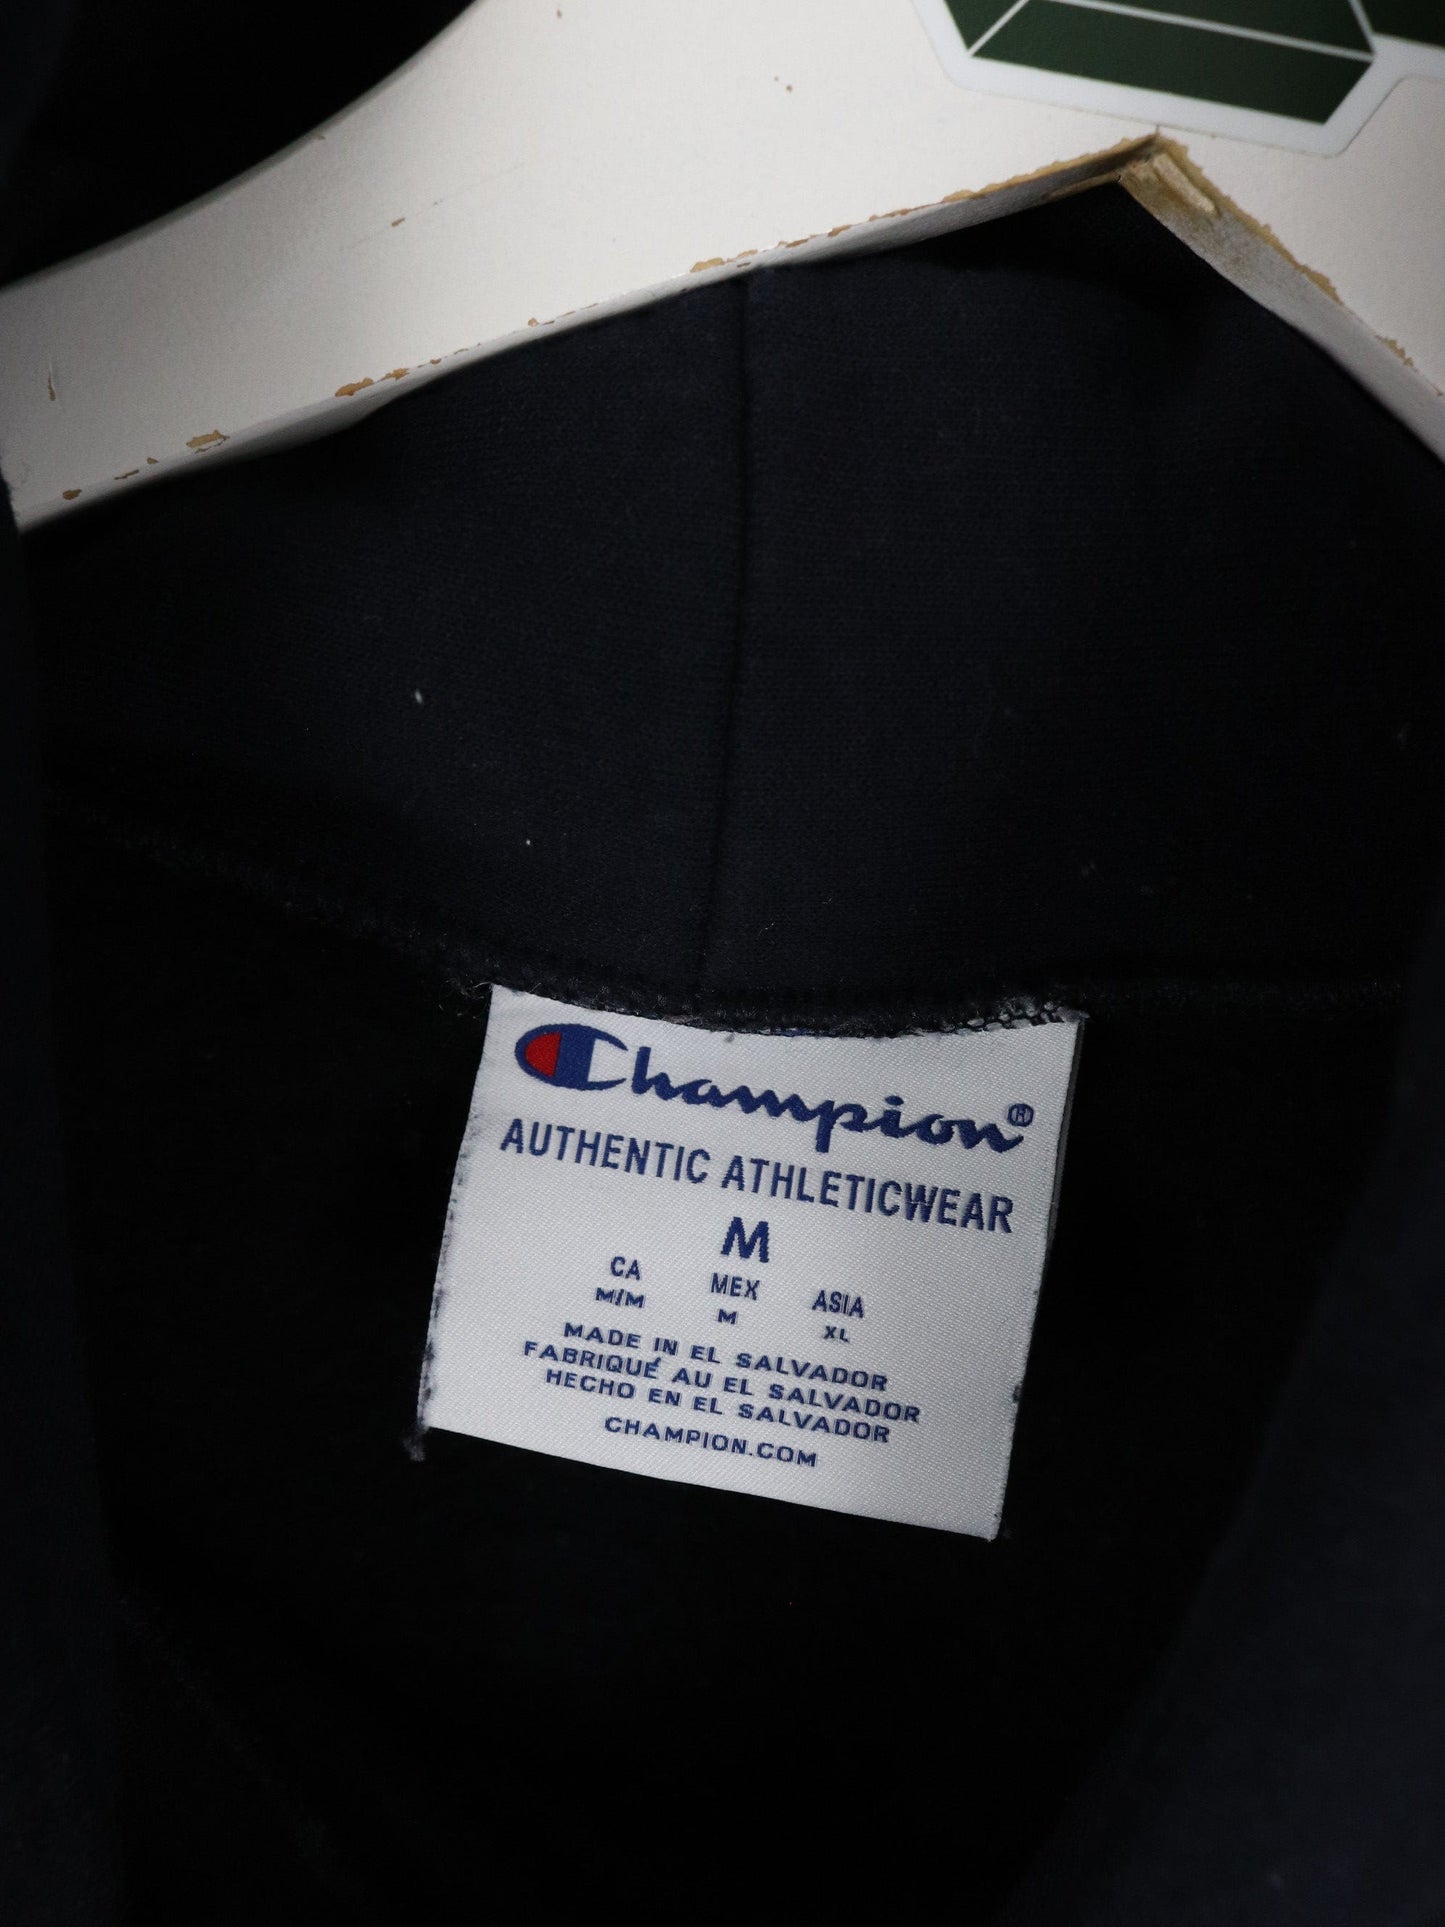 Champion®
AUTHENTIC ATHLETICWEAR
M
CA MEX ASIA
M/M M XL
MADE IN EL SALVADOR
FABRIQUÉ AU EL SALVADOR
HECHO EN EL SALVADOR
CHAMPION.COM